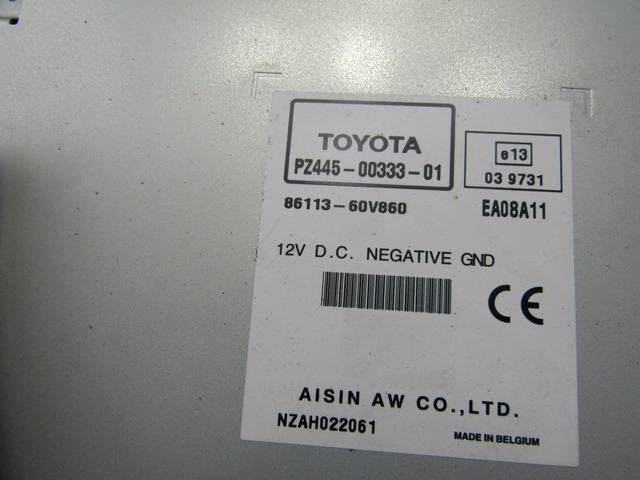 TOYOTA
PZ445-00333-01
e13
03 9731
86113-60V860
EA08A11
12V D.C. NEGATIVE GND
CE
AISIN AW CO.,LTD.
NZAH022061
MADE IN BELGIUM